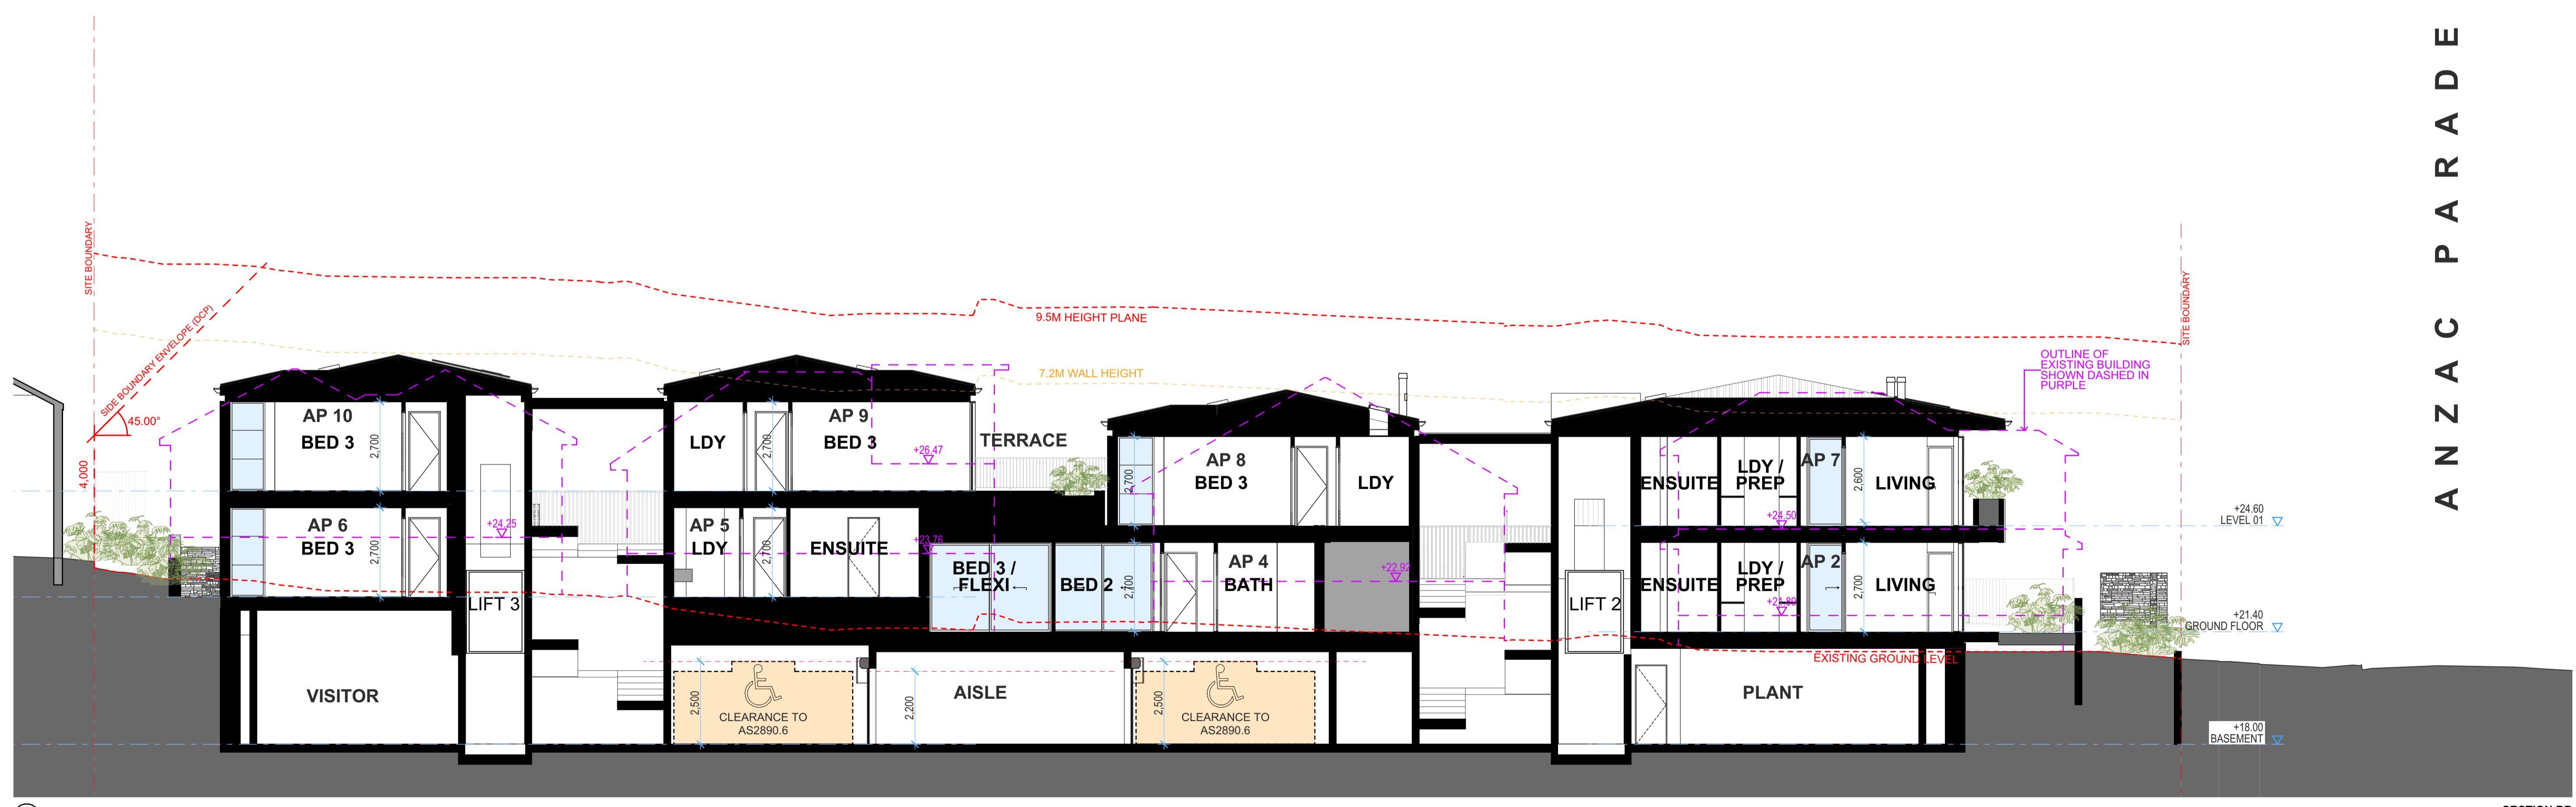 ANZAC PARADE
SITE BOUNDARY
SIDE BOUNDARY ENVELOPE (DCP)
45.00°
4,000
9.5M HEIGHT PLANE
7.2M WALL HEIGHT
SITE BOUNDARY
OUTLINE OF
EXISTING BUILDING
SHOWN DASHED IN
PURPLE
AP 10
BED 3
2,700
LDY
2,700
AP 9
BED 3
+26.47
TERRACE
2,700
AP 8
BED 3
LDY
ENSUITE
LDY /
PREP
+24.50
AP 7
2,600
LIVING
+24.60
LEVEL 01
AP 6
BED 3
2,700
+24.25
LIFT 3
AP 5
LDY
2,700
ENSUITE
+23.76
BED 3 /
FLEXI
BED 2
2,700
AP 4
BATH
+22.92
LIFT 2
ENSUITE
LDY /
PREP
+21.89
AP 2
2,700
LIVING
+21.40
GROUND FLOOR
EXISTING GROUND LEVEL
VISITOR
2,500
CLEARANCE TO
AS2890.6
2,200
AISLE
2,500
CLEARANCE TO
AS2890.6
PLANT
+18.00
BASEMENT